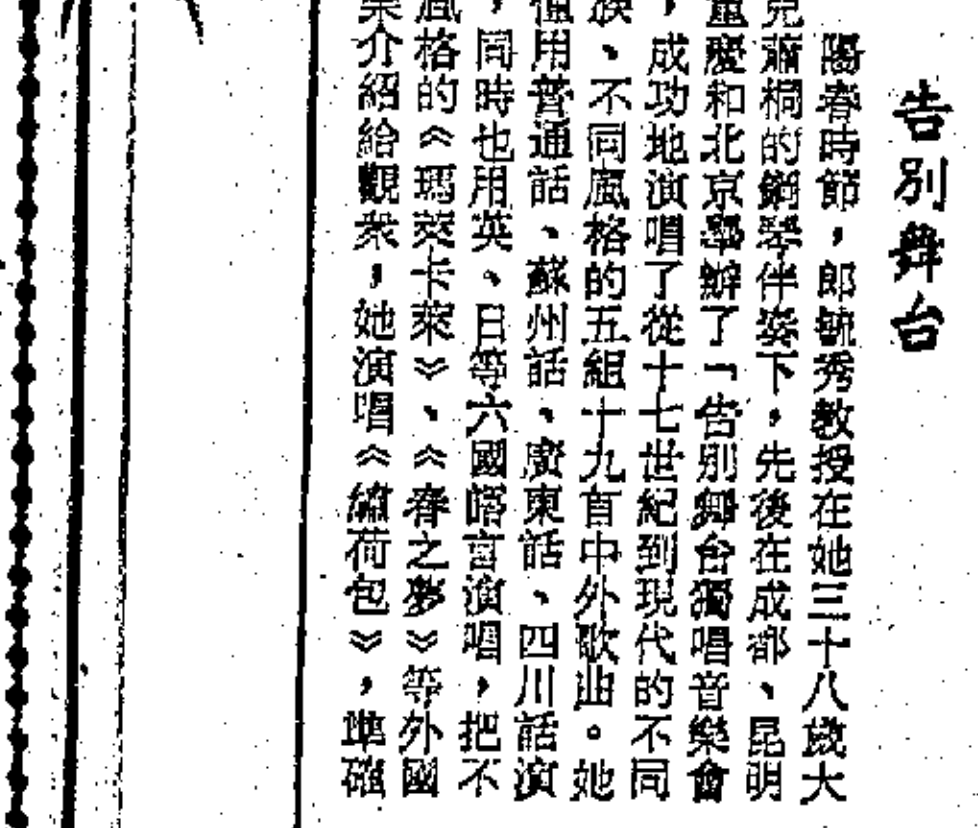 告別舞台
陽春時節，郎毓秀教授在她三十八歲大
兒蕭桐的鋼琴伴奏下，先後在成都、昆明
重慶和北京舉辦了「告別舞台獨唱音樂會
，成功地演唱了從十七世紀到現代的不同
族、不同風格的五組十九首中外歌曲。她
僅用普通話、蘇州話、廣東話、四川話演
，同時也用英、日等六國語言演唱，把不
風格的《瑪萊卡萊》、《春之夢》等外國
介紹給觀衆，她演唱《繡荷包》，準確